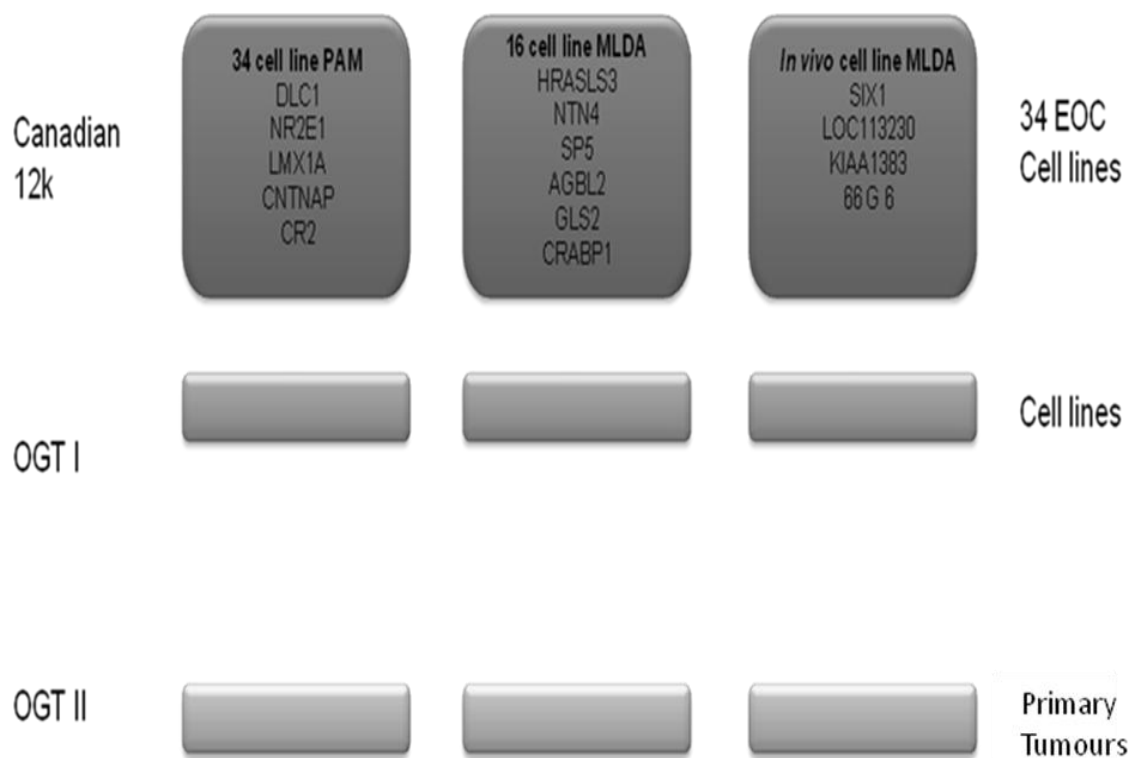 Canadian
12k
34 cell line PAM
DLC1
NR2E1
LMX1A
CNTNAP
CR2
16 cell line MLDA
HRASLS3
NTN4
SP5
AGBL2
GLS2
CRABP1
In vivo cell line MLDA
SIX1
LOC113230
KIAA1383
66 G 6
34 EOC
Cell lines
OGT I
Cell lines
OGT II
Primary
Tumours